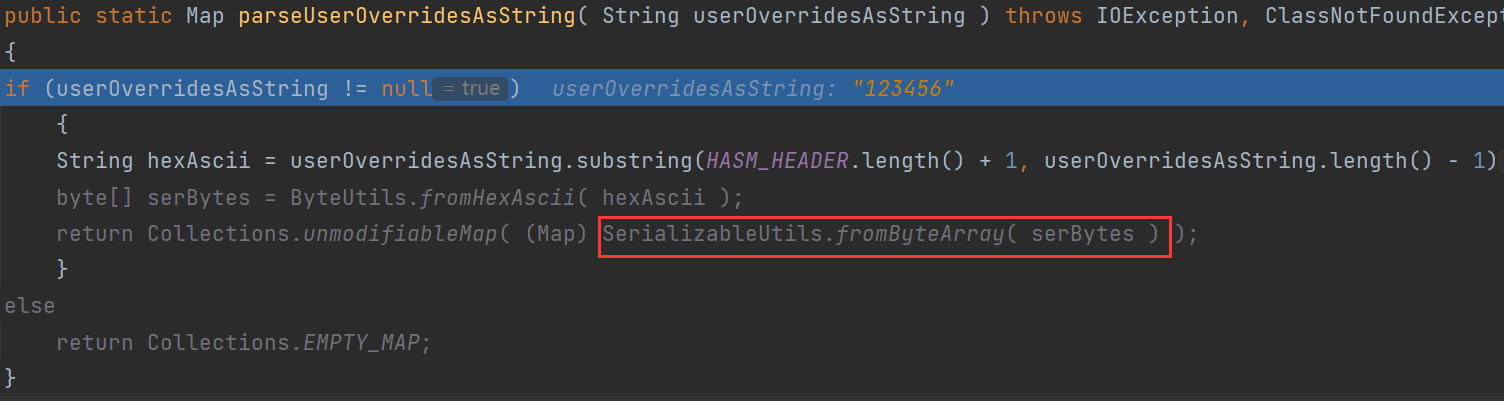 public static Map parseUserOverridesAsString( String userOverridesAsString ) throws IOException, ClassNotFoundExcept
{
if (userOverridesAsString != null = true ) userOverridesAsString: "123456"
{
String hexAscii = userOverridesAsString.substring(HASM_HEADER.length() + 1, userOverridesAsString.length() - 1)
byte[] serBytes = ByteUtils.fromHexAscii( hexAscii );
return Collections.unmodifiableMap( (Map) SerializableUtils.fromByteArray( serBytes ) );
}
else
return Collections.EMPTY_MAP;
}